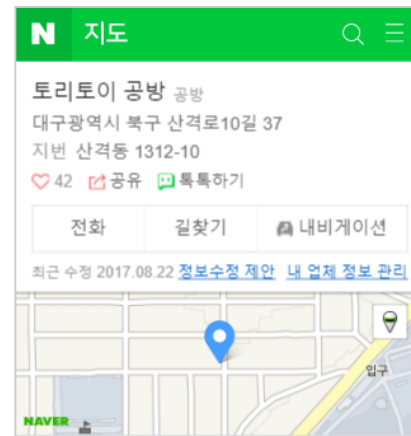 N 지도
토리토이 공방 공방
대구광역시 북구 산격로10길 37
지번 산격동 1312-10
42 공유 톡톡하기
전화 길찾기 내비게이션
최근 수정 2017.08.22 정보수정 제안 내 업체 정보 관리
입구
NAVER